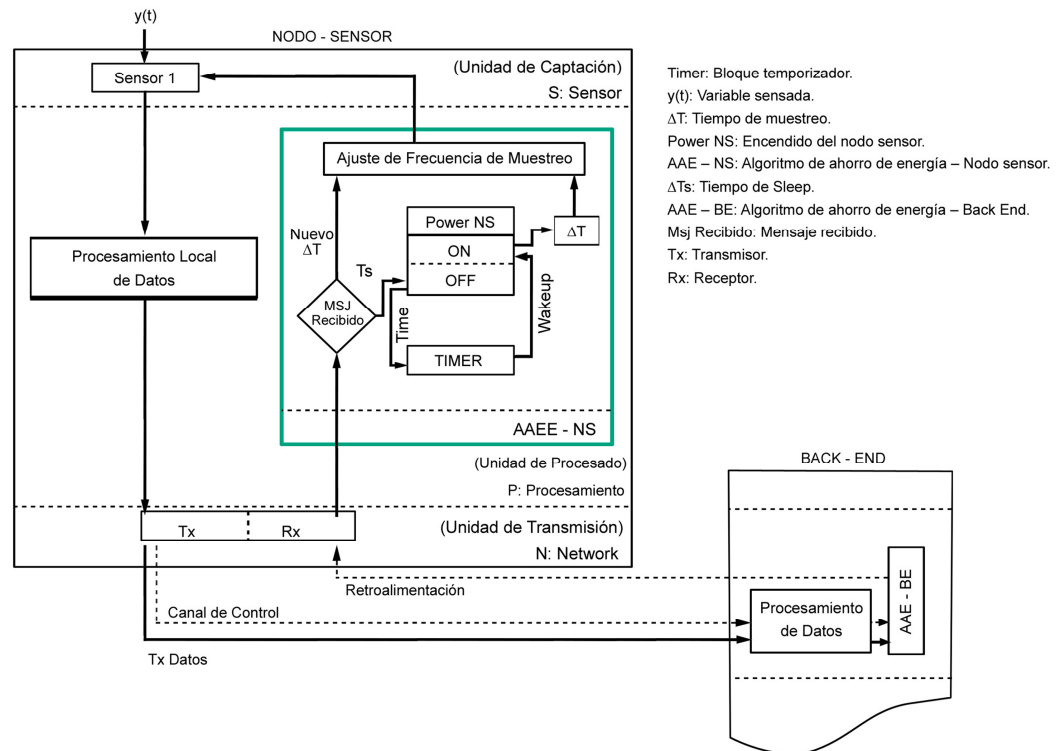 y(t)
NODO - SENSOR
(Unidad de Captación)
Sensor 1
S: Sensor
Ajuste de Frecuencia de Muestreo
Power NS
Nuevo
ΔT
ΔT
ON
Ts
OFF
MSJ
Recibido
Time
Wakeup
TIMER
AAEE - NS
Procesamiento Local
de Datos
(Unidad de Procesado)
P: Procesamiento
Tx
Rx
(Unidad de Transmisión)
N: Network
Retroalimentación
Canal de Control
Tx Datos
Timer: Bloque temporizador.
y(t): Variable sensada.
ΔT: Tiempo de muestreo.
Power NS: Encendido del nodo sensor.
AAE – NS: Algoritmo de ahorro de energía – Nodo sensor.
ΔTs: Tiempo de Sleep.
AAE – BE: Algoritmo de ahorro de energía – Back End.
Msj Recibido: Mensaje recibido.
Tx: Transmisor.
Rx: Receptor.
BACK - END
Procesamiento
de Datos
AAE - BE